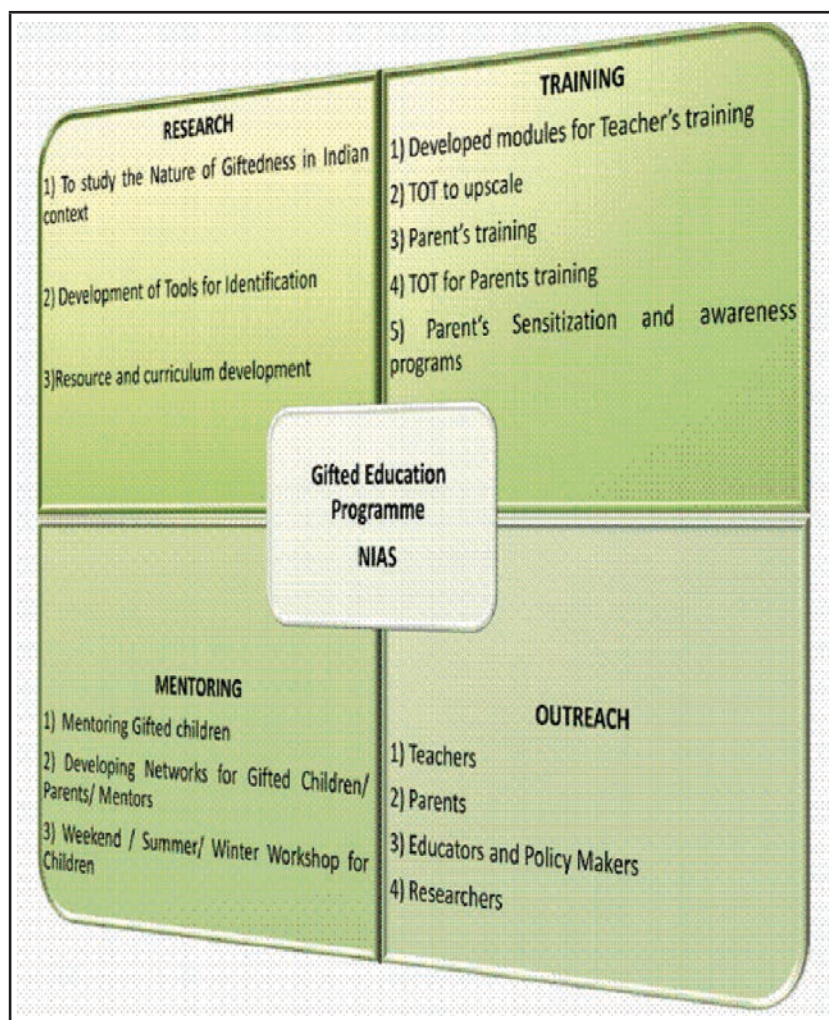 RESEARCH
1) To study the Nature of Giftedness in Indian
context
2) Development of Tools for Identification
3)Resource and curriculum development
TRAINING
1) Developed modules for Teacher's training
2) TOT to upscale
3) Parent's training
4) TOT for Parents training
5) Parent's Sensitization and awareness
programs
Gifted Education
Programme
NIAS
MENTORING
1) Mentoring Gifted children
2) Developing Networks for Gifted Children/
Parents/ Mentors
3) Weekend / Summer/ Winter Workshop for
Children
OUTREACH
1) Teachers
2) Parents
3) Educators and Policy Makers
4) Researchers